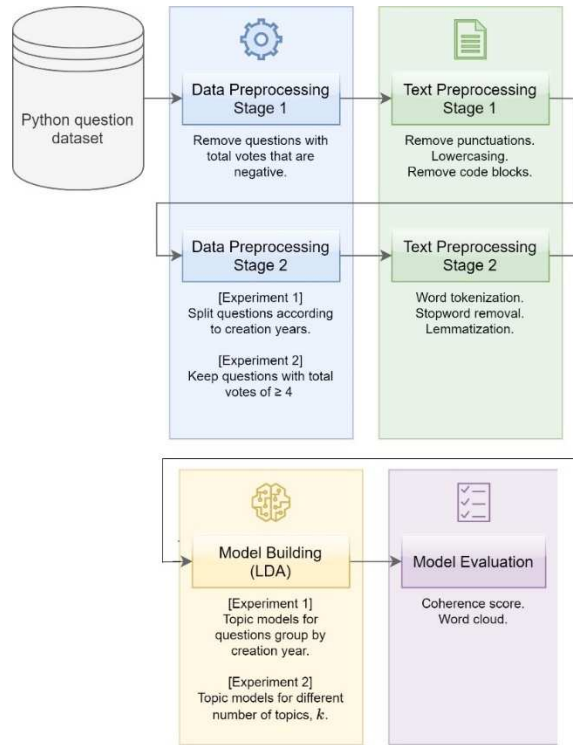 Python question
dataset
Data Preprocessing
Stage 1
Remove questions with
total votes that are
negative.
Text Preprocessing
Stage 1
Remove punctuations.
Lowercasing.
Remove code blocks.
Data Preprocessing
Stage 2
[Experiment 1]
Split questions according
to creation years.
[Experiment 2]
Keep questions with total
votes of ≥ 4
Text Preprocessing
Stage 2
Word tokenization.
Stopword removal.
Lemmatization.
Model Building
(LDA)
[Experiment 1]
Topic models for
questions group by
creation year.
[Experiment 2]
Topic models for different
number of topics, k.
Model Evaluation
Coherence score.
Word cloud.